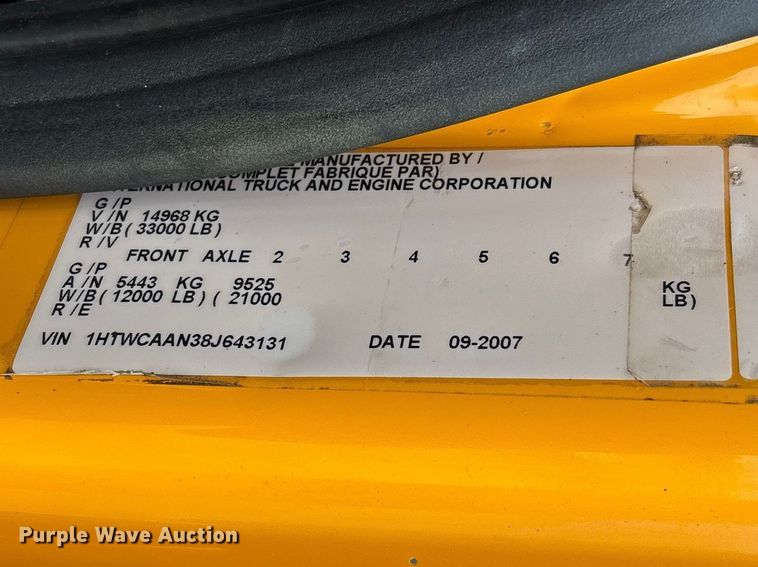 MANUFACTURED BY /
COMPLET FABRIQUE PAR)
INTERNATIONAL TRUCK AND ENGINE CORPORATION
G /P
V / N 14968 KG
W/B ( 33000 LB )
R /V
FRONT AXLE 2 3 4 5 6 7
G / P
A / N 5443 KG 9525 KG
W/B ( 12000 LB ) ( 21000 LB )
R / E
VIN 1HTWCAAN38J643131 DATE 09-2007
Purple Wave Auction